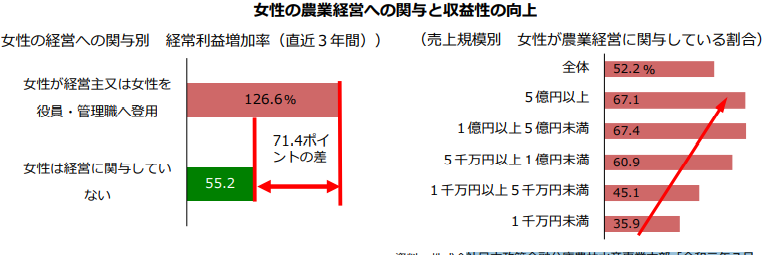 女性の農業経営への関与と収益性の向上
女性の経営への関与別　経常利益増加率（直近３年間））
女性が経営主又は女性を
役員・管理職へ登用
126.6%
71.4ポイ
ントの差
女性は経営に関与してい
ない
55.2
（売上規模別　女性が農業経営に関与している割合）
全体
52.2%
５億円以上
67.1
１億円以上５億円未満
67.4
５千万円以上１億円未満
60.9
１千万円以上５千万円未満
45.1
１千万円未満
35.9